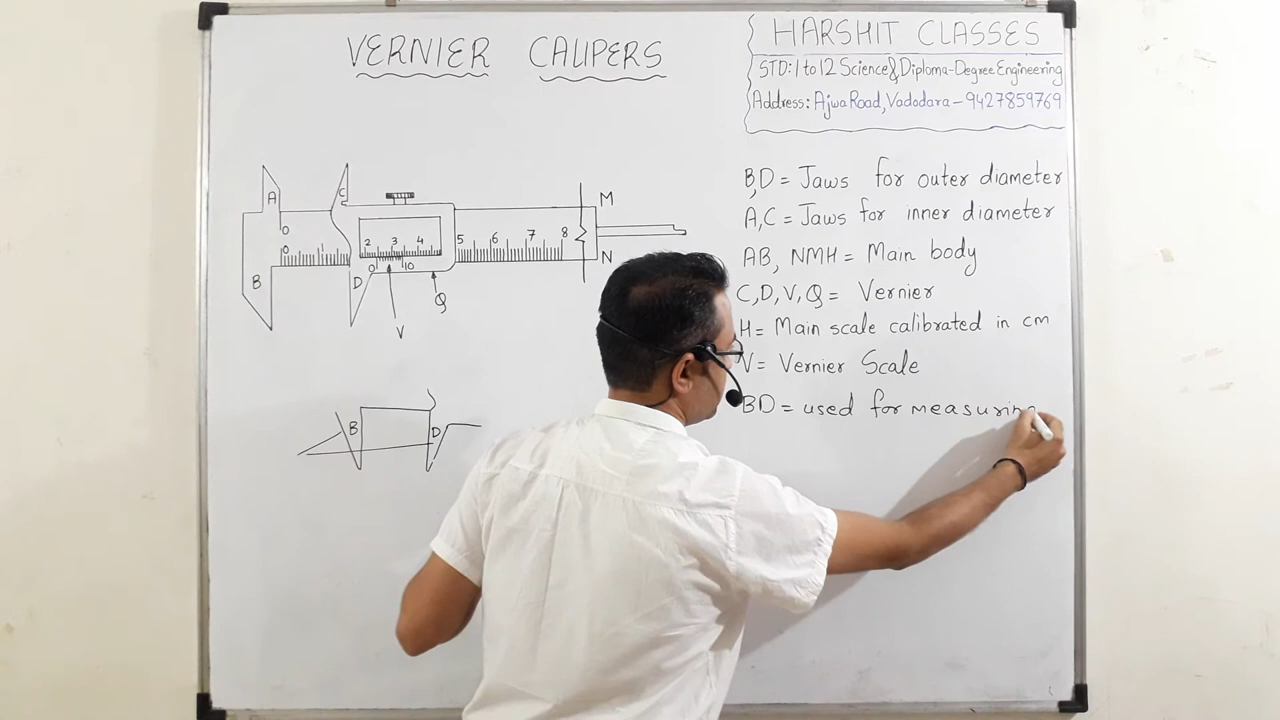 VERNIER CALIPERS
HARSHIT CLASSES
STD: 1 to 12 Science & Diploma-Degree Engineering
Address: Ajwa Road, Vadodara - 9427859769
A
C
0
0 1
2 3 4
5 6 7 8
0 10
M
N
B
D
Q
V
B,D = Jaws for outer diameter
A,C = Jaws for inner diameter
AB, NMH = Main body
C,D,V,Q = Vernier
H = Main scale calibrated in cm
V = Vernier Scale
BD = used for measurin
B D